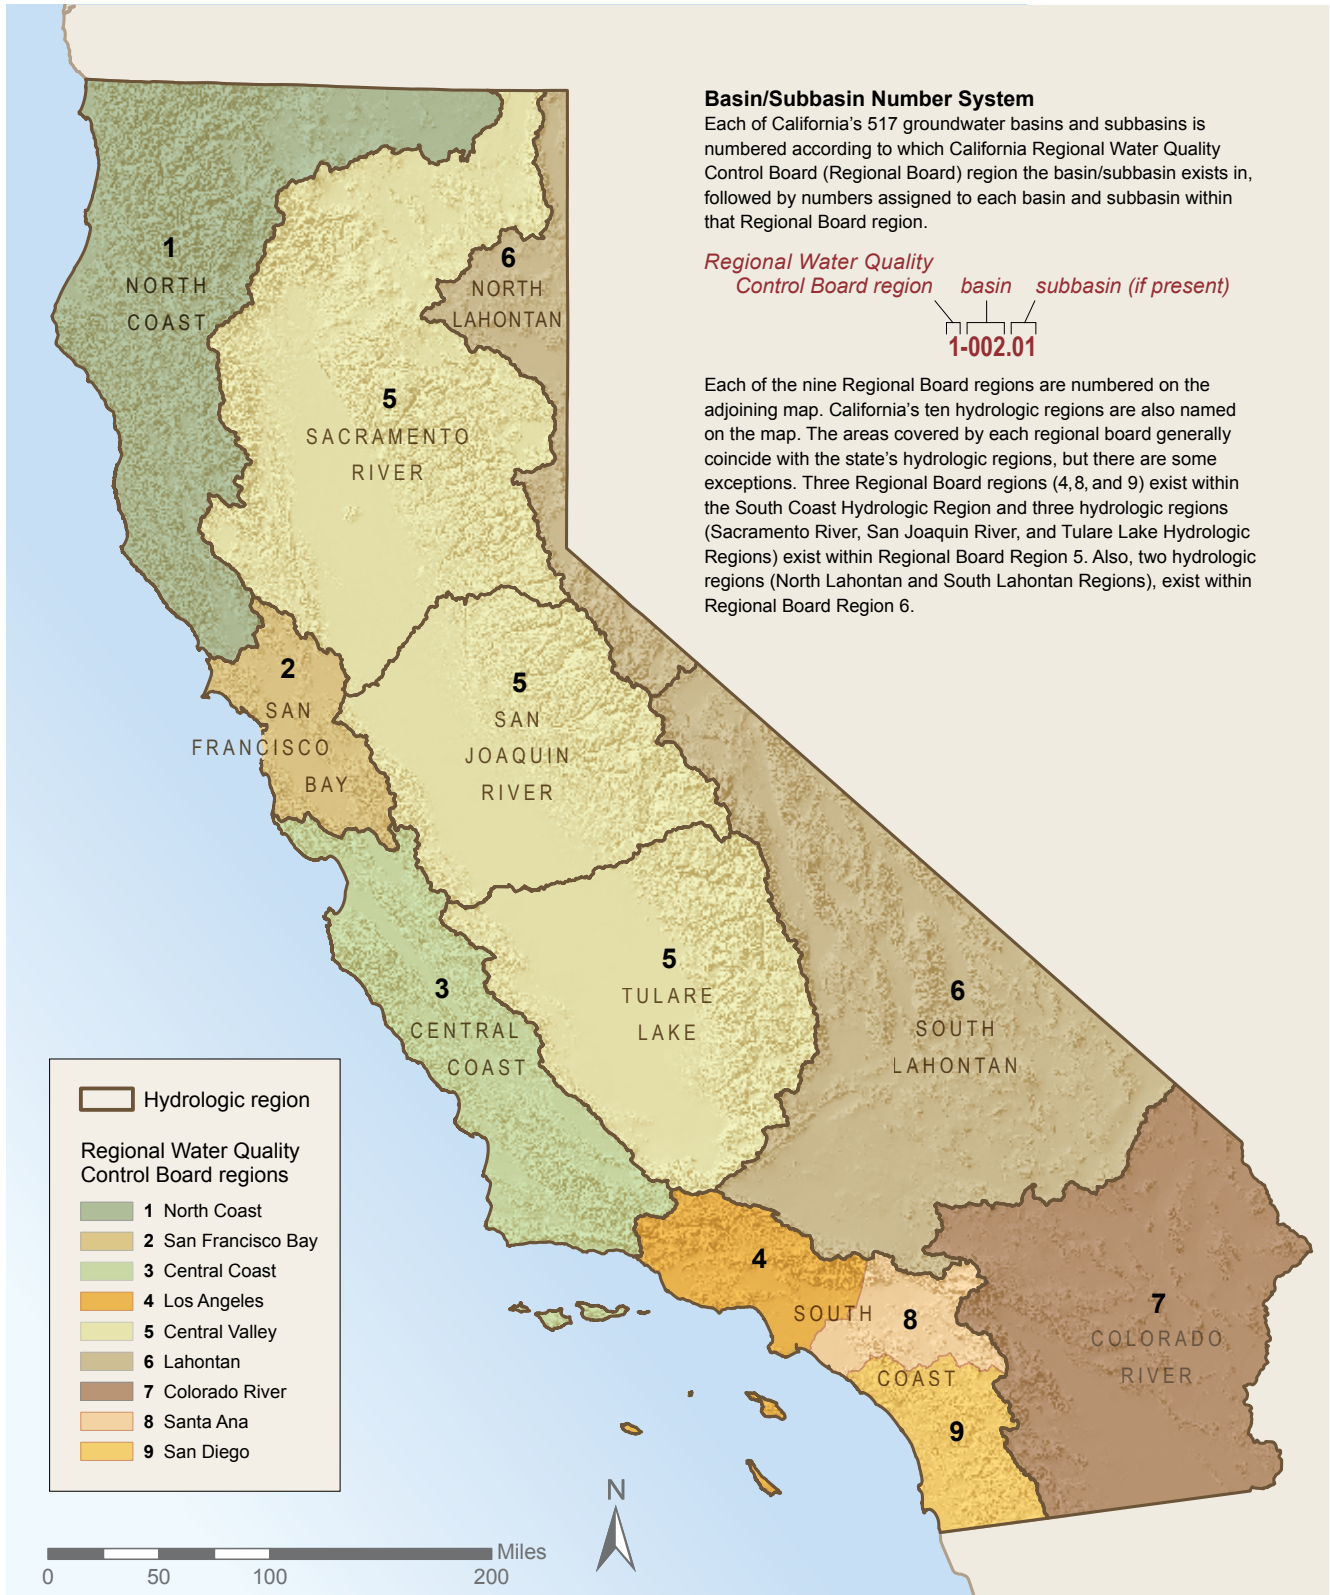 Basin/Subbasin Number System
Each of California's 517 groundwater basins and subbasins is
numbered according to which California Regional Water Quality
Control Board (Regional Board) region the basin/subbasin exists in,
followed by numbers assigned to each basin and subbasin within
that Regional Board region.
Regional Water Quality
Control Board region basin subbasin (if present)
1-002.01
Each of the nine Regional Board regions are numbered on the
adjoining map. California's ten hydrologic regions are also named
on the map. The areas covered by each regional board generally
coincide with the state's hydrologic regions, but there are some
exceptions. Three Regional Board regions (4, 8, and 9) exist within
the South Coast Hydrologic Region and three hydrologic regions
(Sacramento River, San Joaquin River, and Tulare Lake Hydrologic
Regions) exist within Regional Board Region 5. Also, two hydrologic
regions (North Lahontan and South Lahontan Regions), exist within
Regional Board Region 6.
1
NORTH
COAST
6
NORTH
LAHONTAN
5
SACRAMENTO
RIVER
2
SAN
FRANCISCO
BAY
5
SAN
JOAQUIN
RIVER
5
TULARE
LAKE
3
CENTRAL
COAST
6
SOUTH
LAHONTAN
4
SOUTH
8
COAST
9
7
COLORADO
RIVER
Hydrologic region
Regional Water Quality
Control Board regions
1 North Coast
2 San Francisco Bay
3 Central Coast
4 Los Angeles
5 Central Valley
6 Lahontan
7 Colorado River
8 Santa Ana
9 San Diego
N
Miles
0 50 100 200